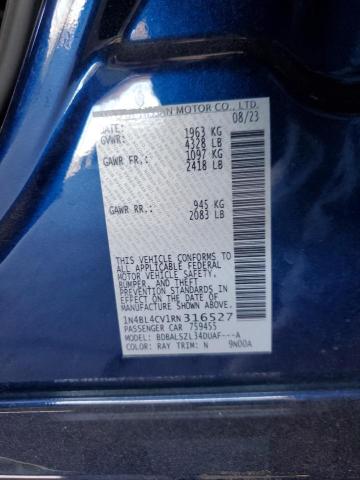 NISSAN MOTOR CO., LTD.
DATE: 08/23
GVWR: 1963 KG
4328 LB
GAWR FR.: 1097 KG
2418 LB
GAWR RR.: 945 KG
2083 LB
THIS VEHICLE CONFORMS TO
ALL APPLICABLE FEDERAL
MOTOR VEHICLE SAFETY,
BUMPER, AND THEFT
PREVENTION STANDARDS IN
EFFECT ON THE DATE OF
MANUFACTURE SHOWN ABOVE.
1N4BL4CV1RN316527
PASSENGER CAR 759455
MODEL: BDBALSZL34DUAF---A
COLOR: RAY TRIM: N 9N00A